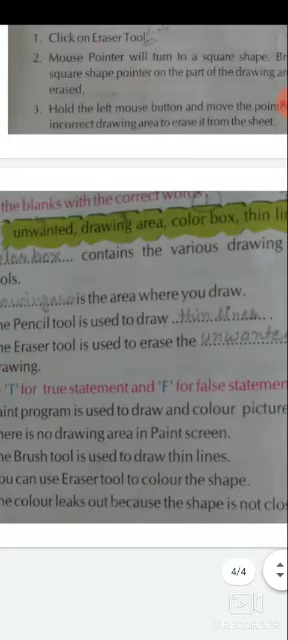 1. Click on Eraser Tool
2. Mouse Pointer will turn to a square shape. Br
square shape pointer on the part of the drawing ar
erased.
3. Hold the left mouse button and move the point
incorrect drawing area to erase it from the sheet.
the blanks with the correct words.
unwanted, drawing area, color box, thin li
contains the various drawing
ols.
is the area where you draw.
he Pencil tool is used to draw ..thin lines...
he Eraser tool is used to erase the unwante
rawing.
'T' for true statement and 'F' for false statemen
aint program is used to draw and colour picture
here is no drawing area in Paint screen.
he Brush tool is used to draw thin lines.
ou can use Eraser tool to colour the shape.
he colour leaks out because the shape is not clos
4/4
RECORDER